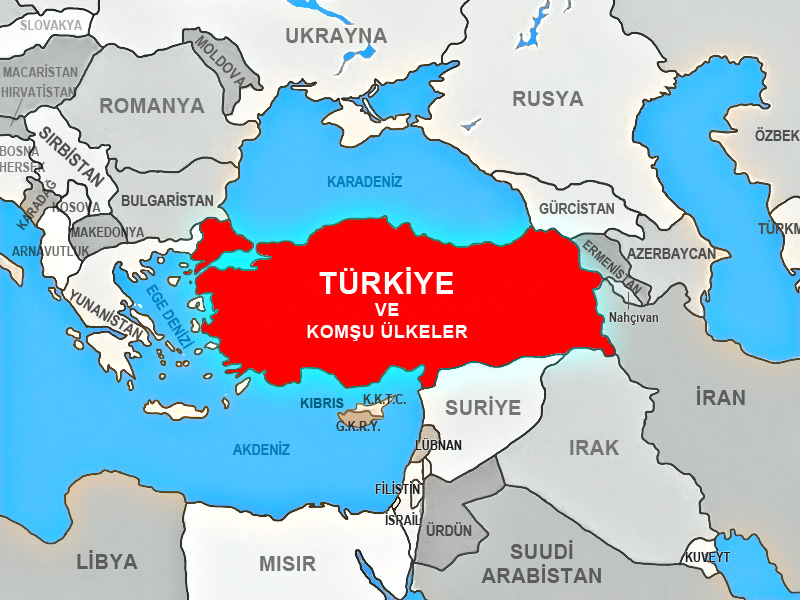 SLOVAKYA
UKRAYNA
MOLDOVA
MACARİSTAN
HIRVATİSTAN
ROMANYA
RUSYA
SIRBİSTAN
ÖZBEK
BOSNA
HERSEK
KARADAĞ
KOSOVA
BULGARİSTAN
KARADENİZ
GÜRCİSTAN
MAKEDONYA
TÜRKM
ARNAVUTLUK
ERMENİSTAN
AZERBAYCAN
YUNANİSTAN
EGE DENİZİ
TÜRKİYE
VE
KOMŞU ÜLKELER
Nahçıvan
KIBRIS
K.K.T.C.
G.K.R.Y.
SURİYE
İRAN
AKDENİZ
LÜBNAN
IRAK
FİLİSTİN
İSRAİL
ÜRDÜN
LİBYA
MISIR
SUUDİ
ARABİSTAN
KUVEYT